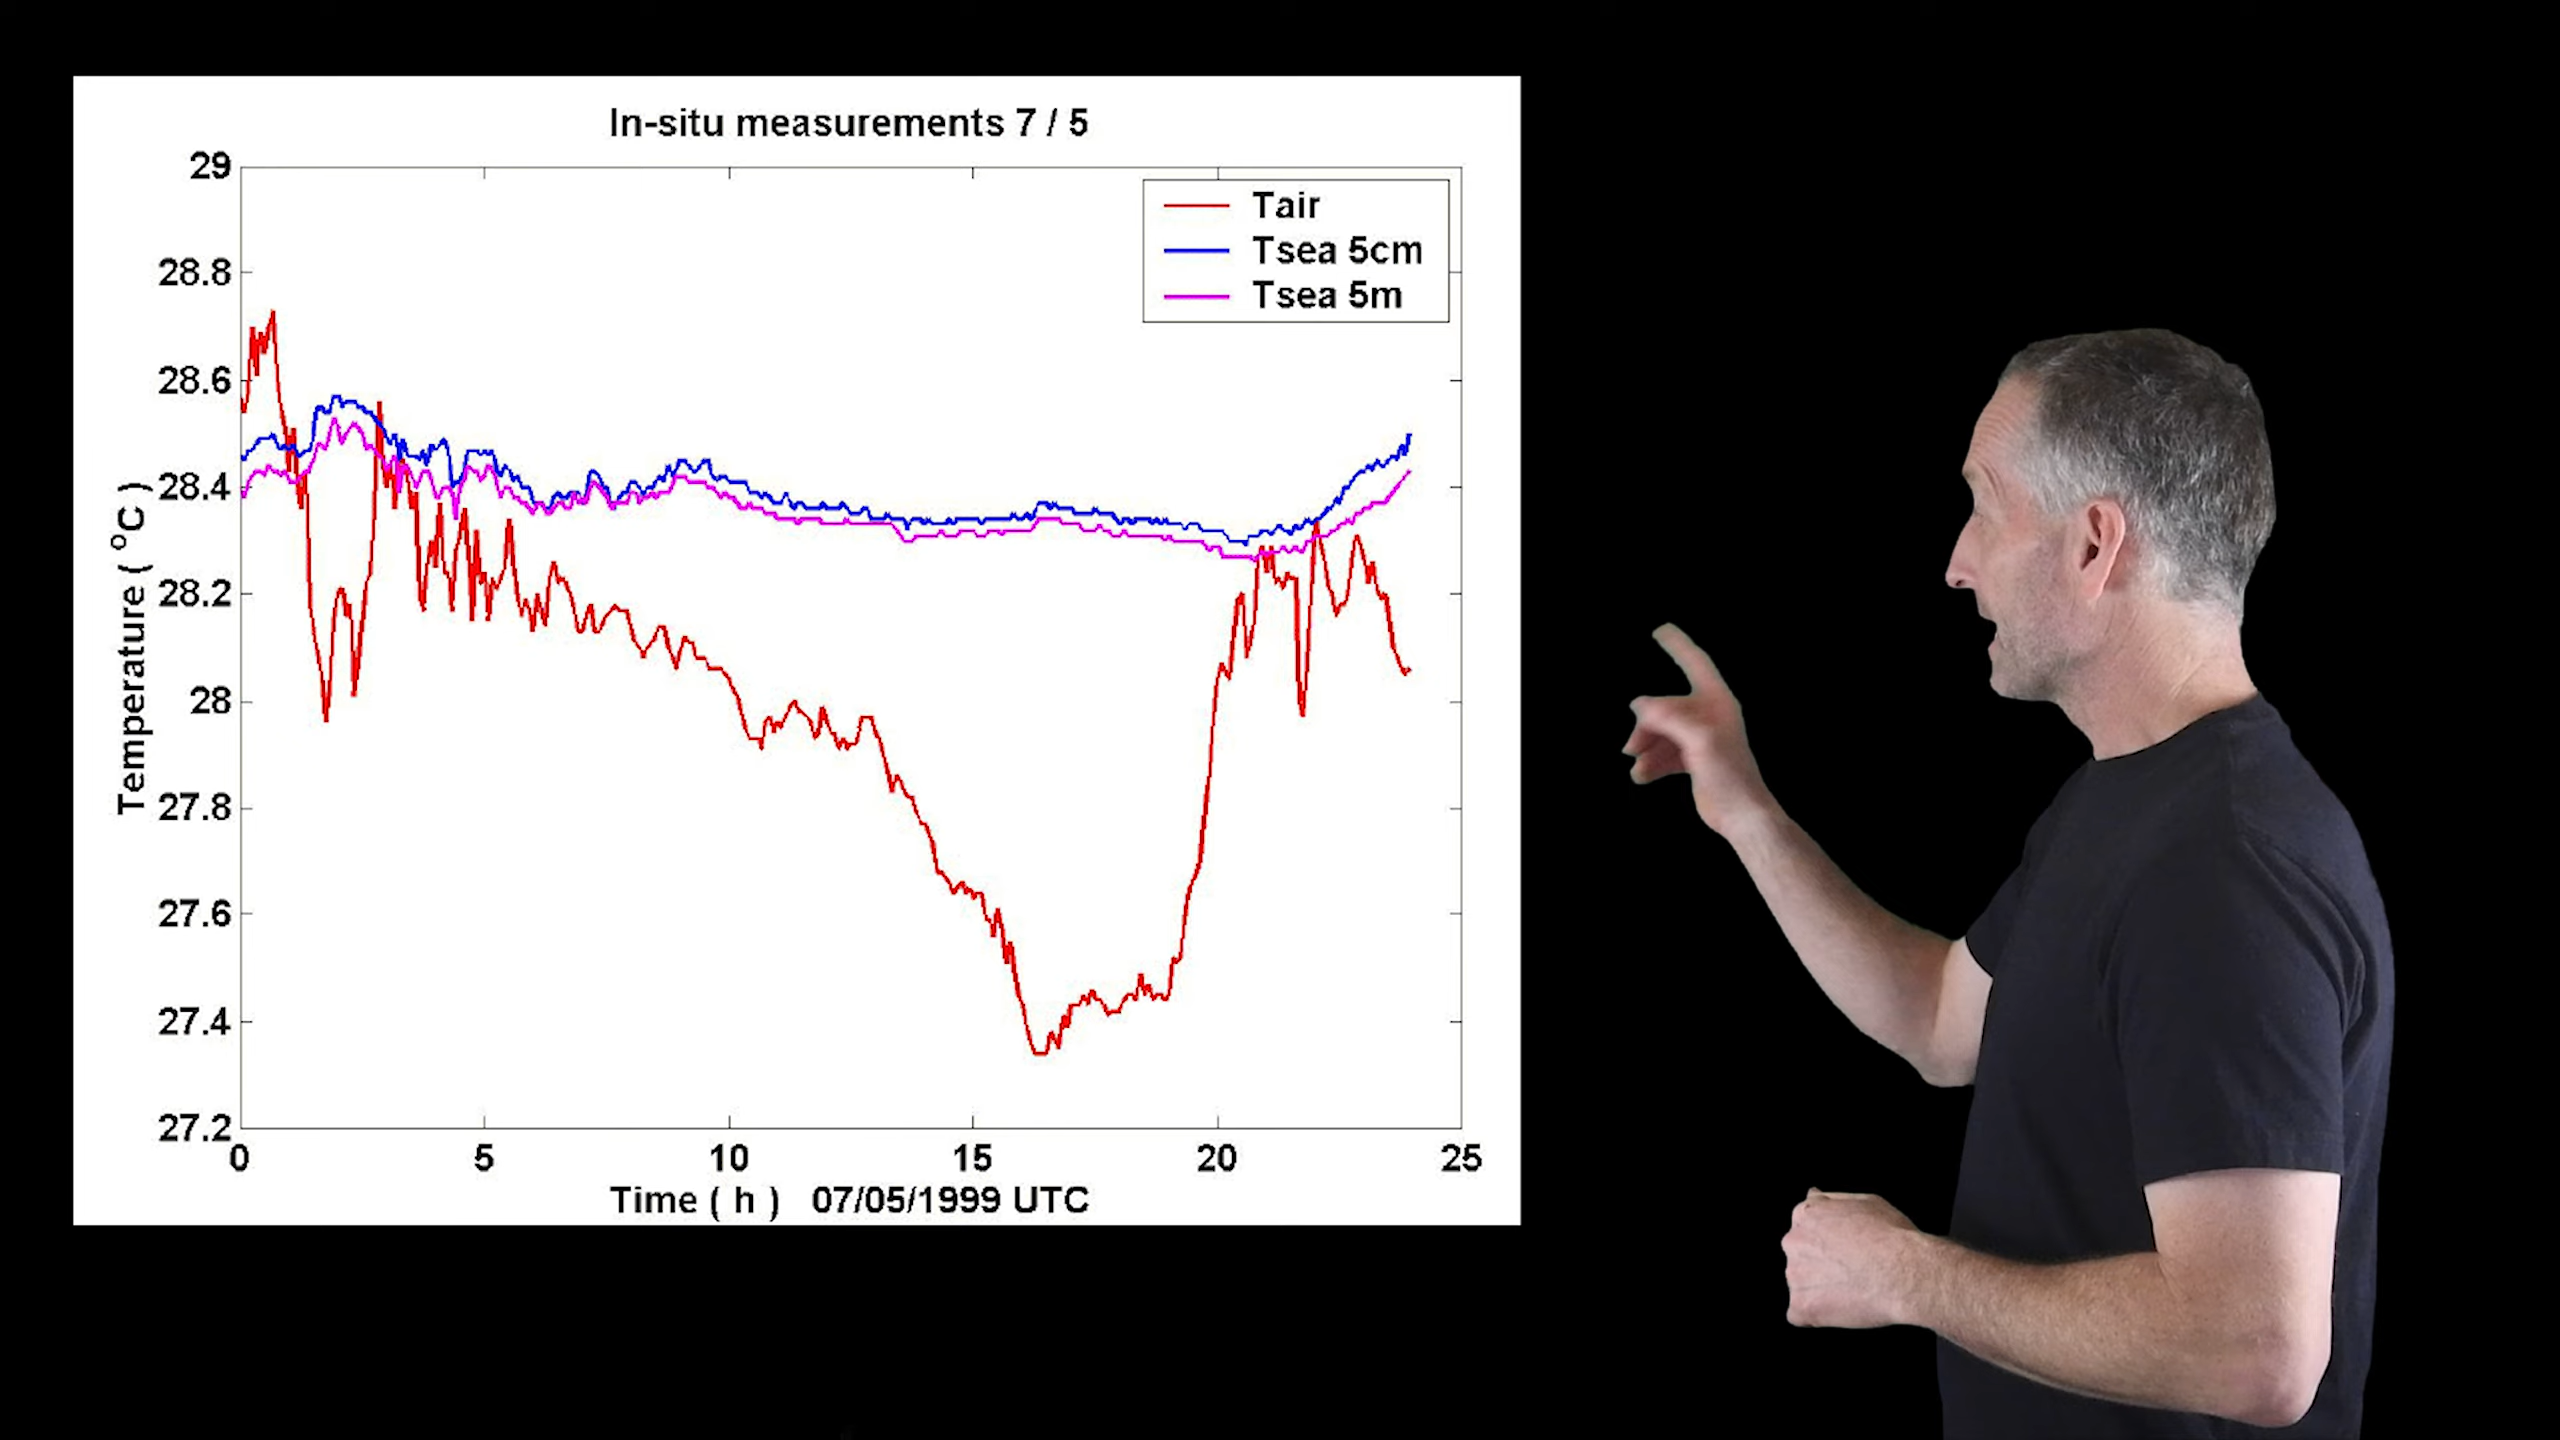 In-situ measurements 7 / 5
29
28.8
28.6
28.4
28.2
28
27.8
27.6
27.4
27.2
Temperature ( °C )
Tair
Tsea 5cm
Tsea 5m
0 5 10 15 20 25
Time ( h ) 07/05/1999 UTC